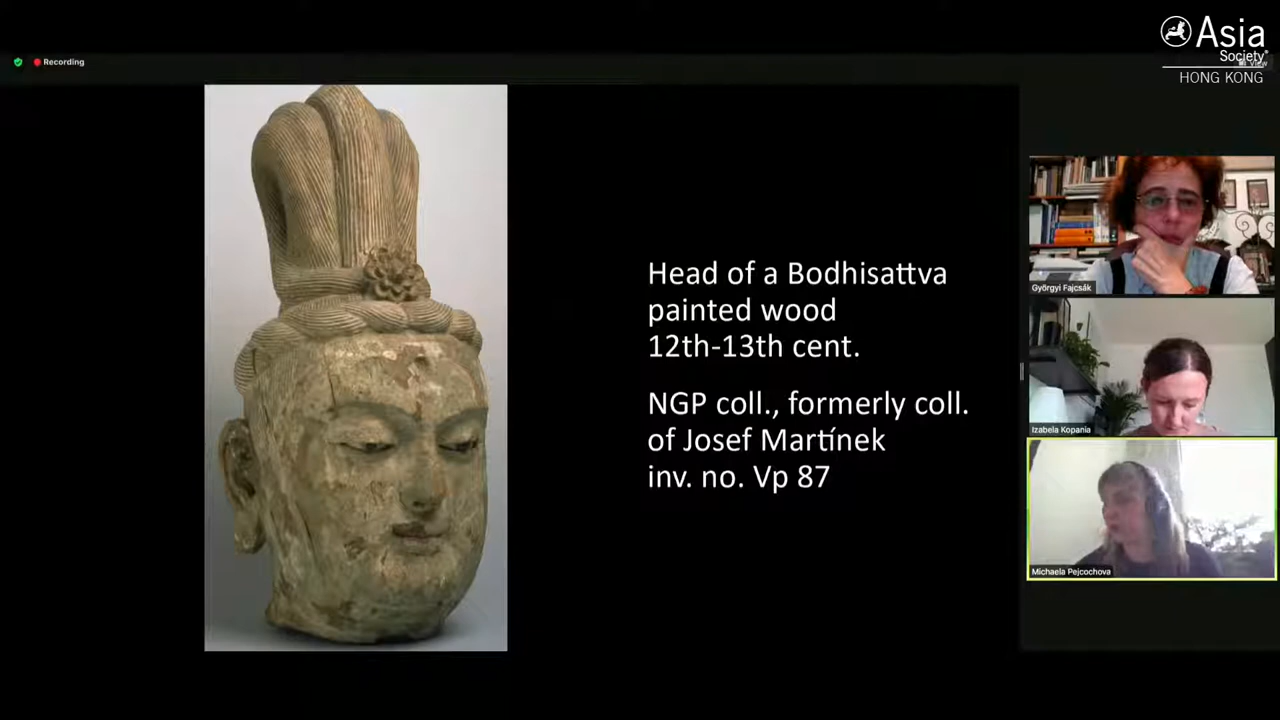 Asia
Society
View
HONG KONG
Recording
Head of a Bodhisattva
painted wood
12th-13th cent.
NGP coll., formerly coll.
of Josef Martínek
inv. no. Vp 87
Györgyi Fajcsák
Izabela Kopania
Michaela Pejcochova